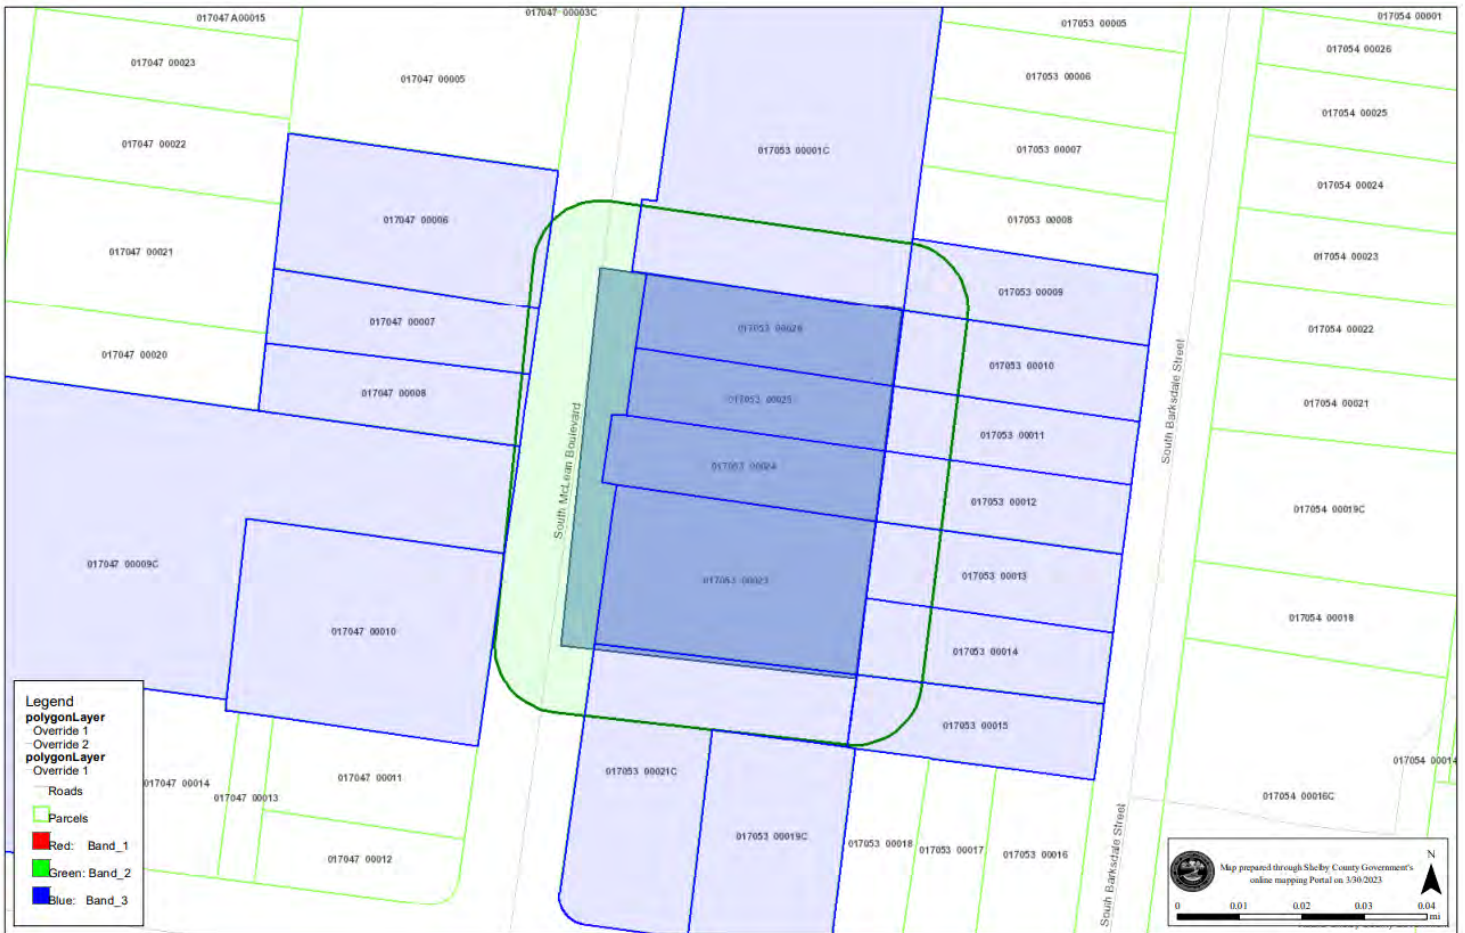 017047 A00015
017047 00003C
017053 00005
017054 00001
017047 00023
017047 00005
017053 00006
017054 00026
017047 00022
017053 00001C
017053 00007
017054 00025
017047 00006
017053 00008
017054 00024
017047 00021
017053 00009
017054 00023
017047 00007
017053 00026
017054 00022
017047 00020
017053 00010
017047 00008
017053 00025
017054 00021
South McLean Boulevard
South Barksdale Street
017053 00011
017053 00024
017053 00012
017054 00019C
017047 00009C
017053 00023
017053 00013
017047 00010
017053 00014
017054 00018
017053 00015
017047 00014
017047 00013
017047 00011
017053 00021C
017054 00014
017054 00016C
017047 00012
017053 00019C
017053 00018
017053 00017
017053 00016
South Barksdale Street
Legend
polygonLayer
Override 1
Override 2
polygonLayer
Override 1
Roads
Parcels
Red: Band_1
Green: Band_2
Blue: Band_3
Map prepared through Shelby County Government's
online mapping Portal on 3/30/2023
N
0 0.01 0.02 0.03 0.04
mi